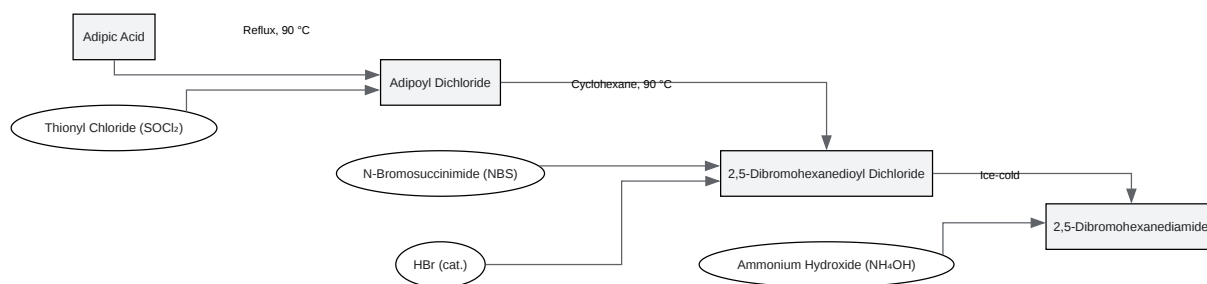 Adipic Acid
Reflux, 90 °C
Thionyl Chloride (SOCl₂)
Adipoyl Dichloride
Cyclohexane, 90 °C
N-Bromosuccinimide (NBS)
2,5-Dibromohexanedioyl Dichloride
Ice-cold
HBr (cat.)
Ammonium Hydroxide (NH₄OH)
2,5-Dibromohexanediamide